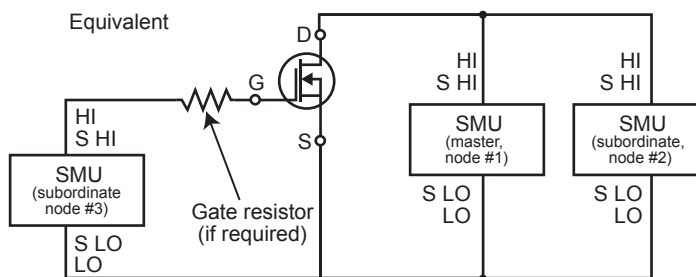 Equivalent
D
G
S
HI
S HI
SMU
(subordinate
node #3)
S LO
LO
Gate resistor
(if required)
HI
S HI
SMU
(master,
node #1)
S LO
LO
HI
S HI
SMU
(subordinate,
node #2)
S LO
LO